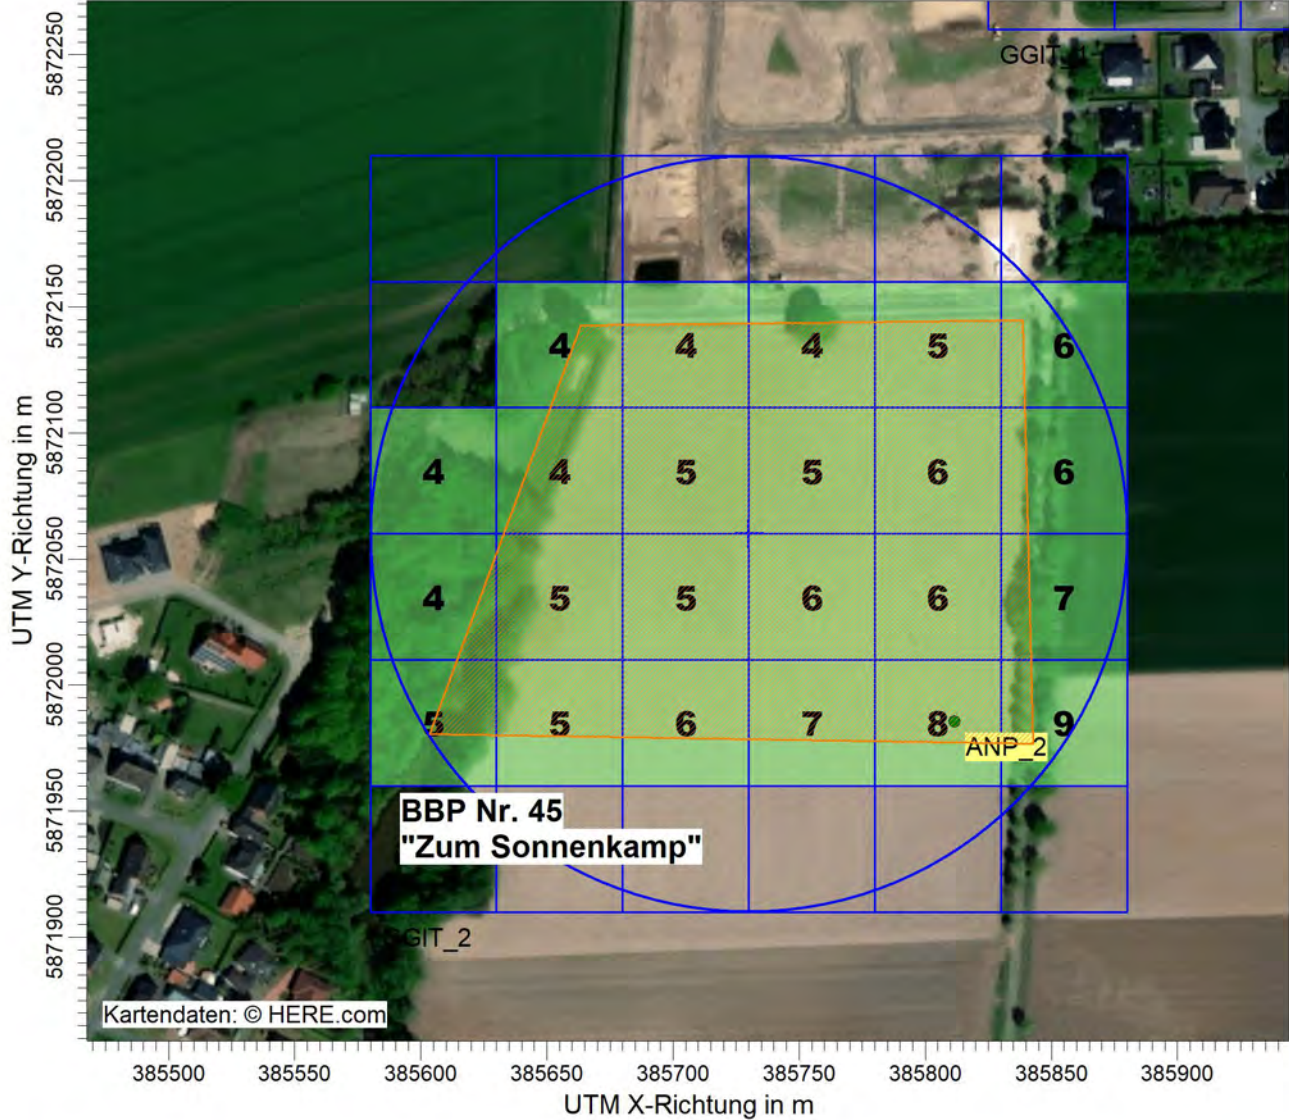 GGIT_1
4 4 4 5 6
4 4 5 5 6 6
4 5 5 6 6 7
5 5 6 7 8 9
ANP_2
BBP Nr. 45
"Zum Sonnenkamp"
GGIT_2
Kartendaten: © HERE.com
UTM Y-Richtung in m
5872250
5872200
5872150
5872100
5872050
5872000
5871950
5871900
385500 385550 385600 385650 385700 385750 385800 385850 385900
UTM X-Richtung in m